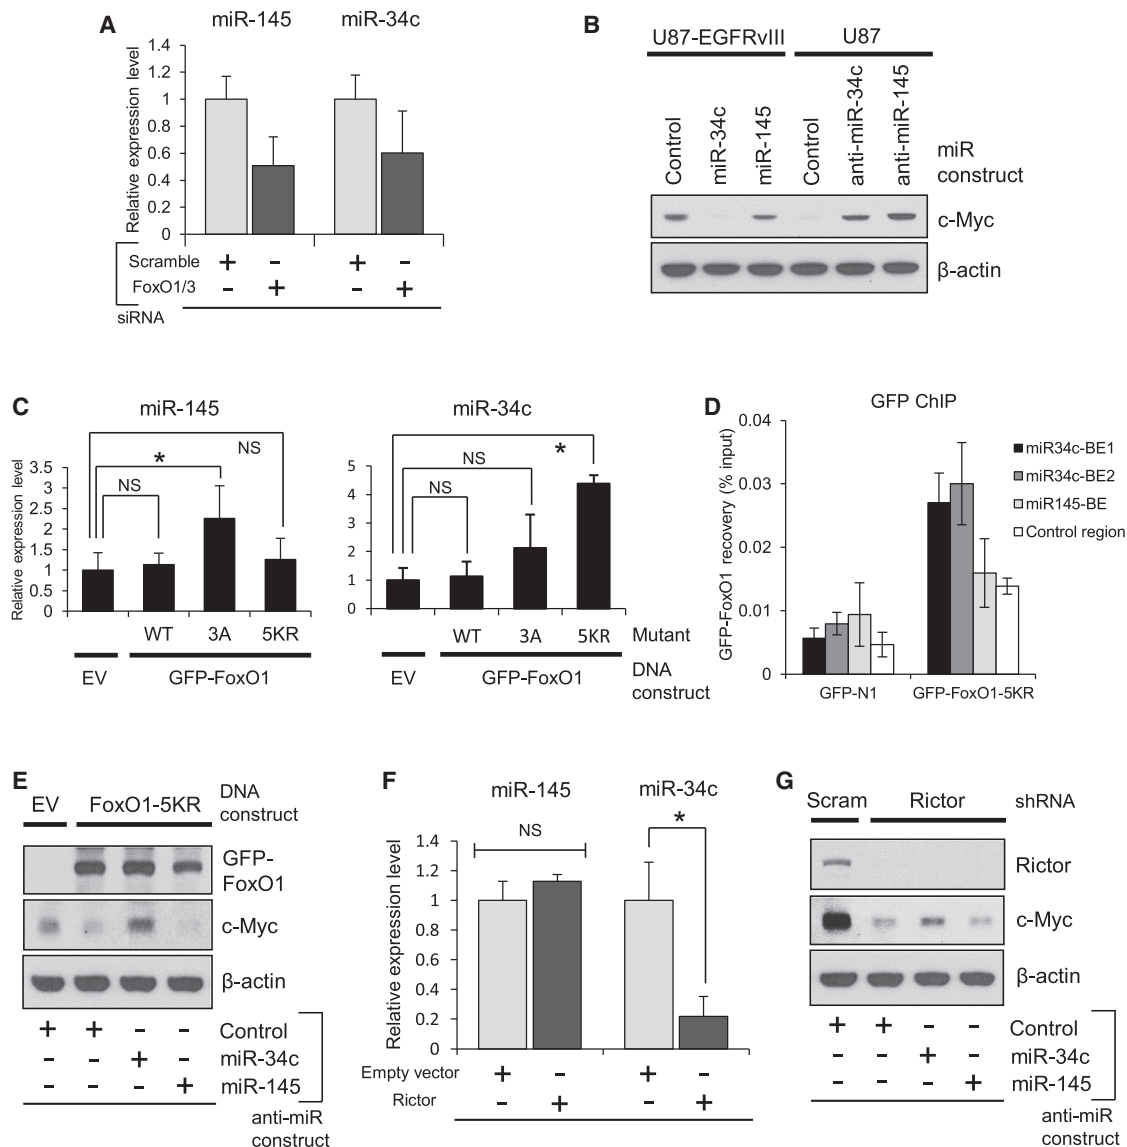 A
miR-145 miR-34c
Relative expression level
1.4
1.2
1
0.8
0.6
0.4
0.2
0
Scramble + – + –
FoxO1/3 – + – +
siRNA
B
U87-EGFRvIII U87
Control miR-34c miR-145 Control anti-miR-34c anti-miR-145
miR construct
c-Myc
β-actin
C
miR-145
Relative expression level
3.5
3
2.5
2
1.5
1
0.5
0
NS
*
NS
WT 3A 5KR
EV GFP-FoxO1
miR-34c
5
4
3
2
1
0
*
NS
NS
WT 3A 5KR Mutant
EV GFP-FoxO1 DNA construct
D
GFP ChIP
GFP-FoxO1 recovery (% input)
0.04
0.03
0.02
0.01
0
miR34c-BE1
miR34c-BE2
miR145-BE
Control region
GFP-N1 GFP-FoxO1-5KR
E
EV FoxO1-5KR DNA construct
GFP-FoxO1
c-Myc
β-actin
+ + – – Control
– – + – miR-34c
– – – + miR-145
anti-miR construct
F
miR-145 miR-34c
Relative expression level
1.4
1.2
1
0.8
0.6
0.4
0.2
0
NS
*
Empty vector + – + –
Rictor – + – +
G
Scram Rictor shRNA
Rictor
c-Myc
β-actin
+ + – – Control
– – + – miR-34c
– – – + miR-145
anti-miR construct